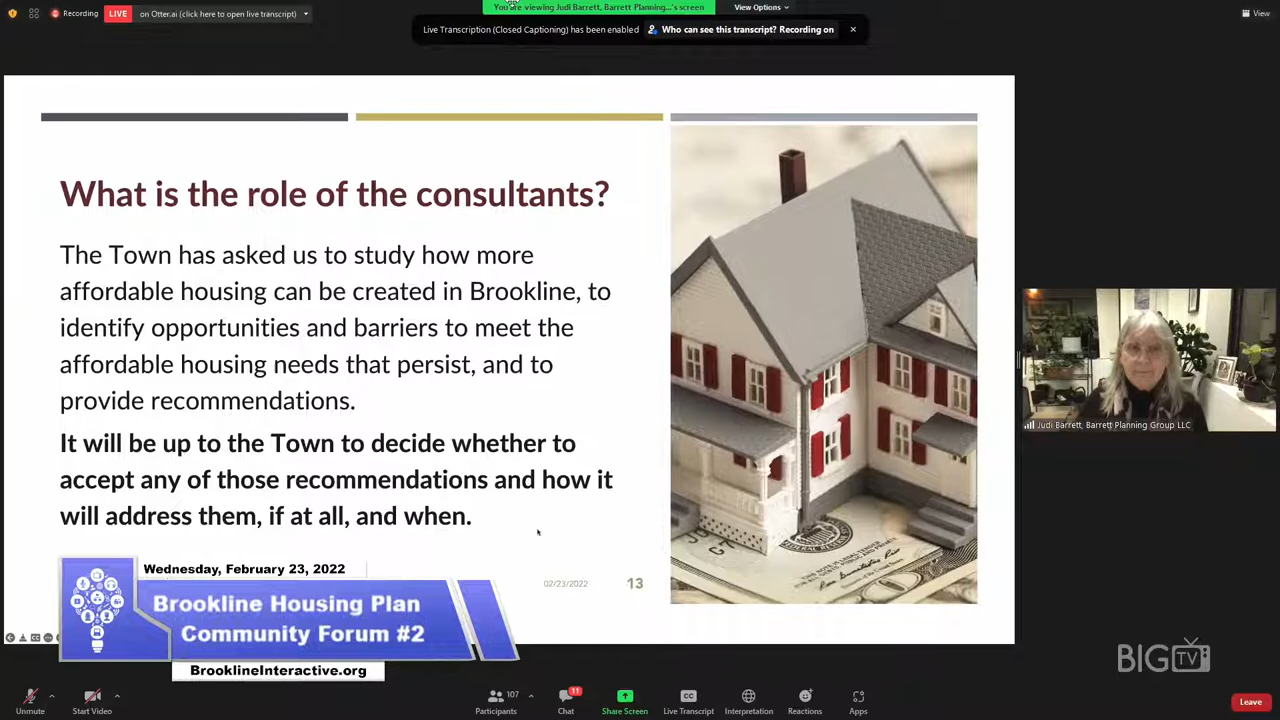 Recording
LIVE
on Otter.ai (click here to open live transcript)
You are viewing Judi Barrett, Barrett Planning...'s screen
View Options
View
Live Transcription (Closed Captioning) has been enabled
Who can see this transcript? Recording on
What is the role of the consultants?
The Town has asked us to study how more
affordable housing can be created in Brookline, to
identify opportunities and barriers to meet the
affordable housing needs that persist, and to
provide recommendations.
It will be up to the Town to decide whether to
accept any of those recommendations and how it
will address them, if at all, and when.
02/23/2022
13
Judi Barrett, Barrett Planning Group LLC
Wednesday, February 23, 2022
Brookline Housing Plan
Community Forum #2
BrooklineInteractive.org
BIG TV
Unmute
Start Video
107
Participants
11
Chat
Share Screen
CC
Live Transcript
Interpretation
Reactions
Apps
Leave